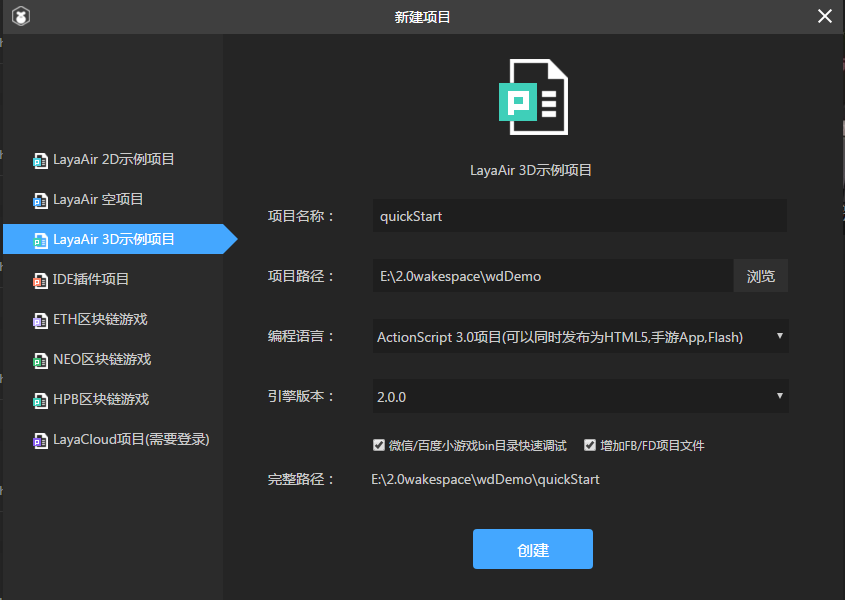 新建项目
LayaAir 2D示例项目
LayaAir 空项目
LayaAir 3D示例项目
IDE插件项目
ETH区块链游戏
NEO区块链游戏
HPB区块链游戏
LayaCloud项目(需要登录)
LayaAir 3D示例项目
项目名称： quickStart
项目路径： E:\2.0wakespace\wdDemo 浏览
编程语言： ActionScript 3.0项目(可以同时发布为HTML5,手游App,Flash)
引擎版本： 2.0.0
微信/百度小游戏bin目录快速调试 增加FB/FD项目文件
完整路径： E:\2.0wakespace\wdDemo\quickStart
创建